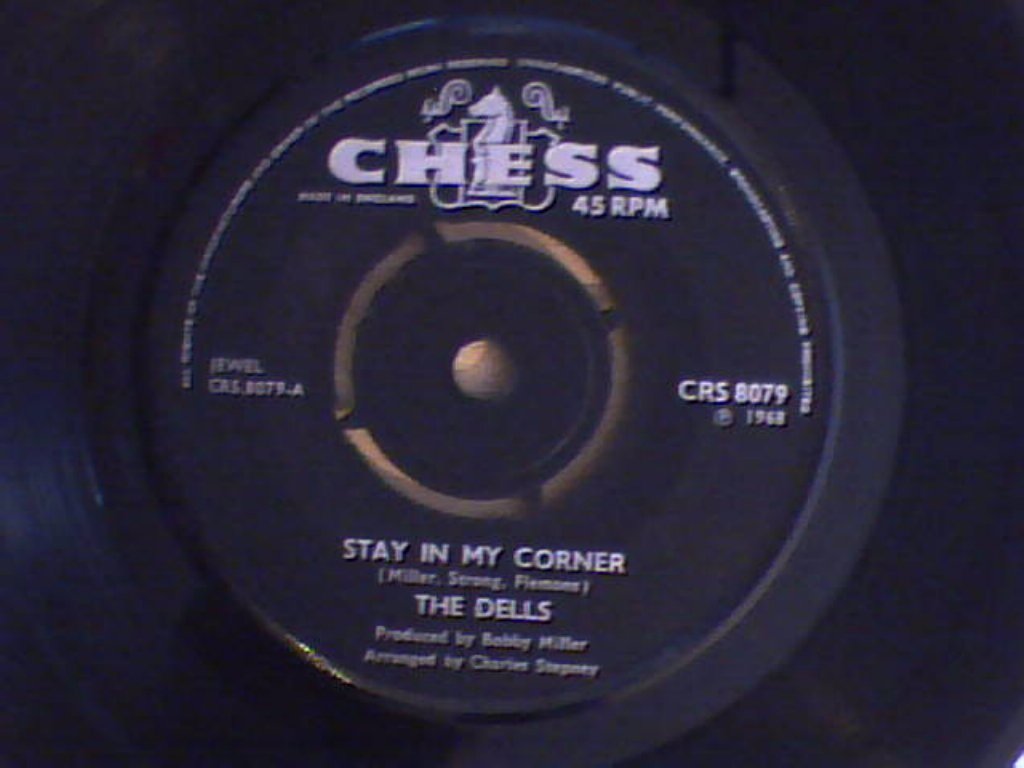 CHESS
MADE IN ENGLAND
45 RPM
JEWEL
CRS.8079-A
CRS 8079
℗ 1968
STAY IN MY CORNER
(Miller, Strong, Flemons)
THE DELLS
Produced by Bobby Miller
Arranged by Charles Stepney